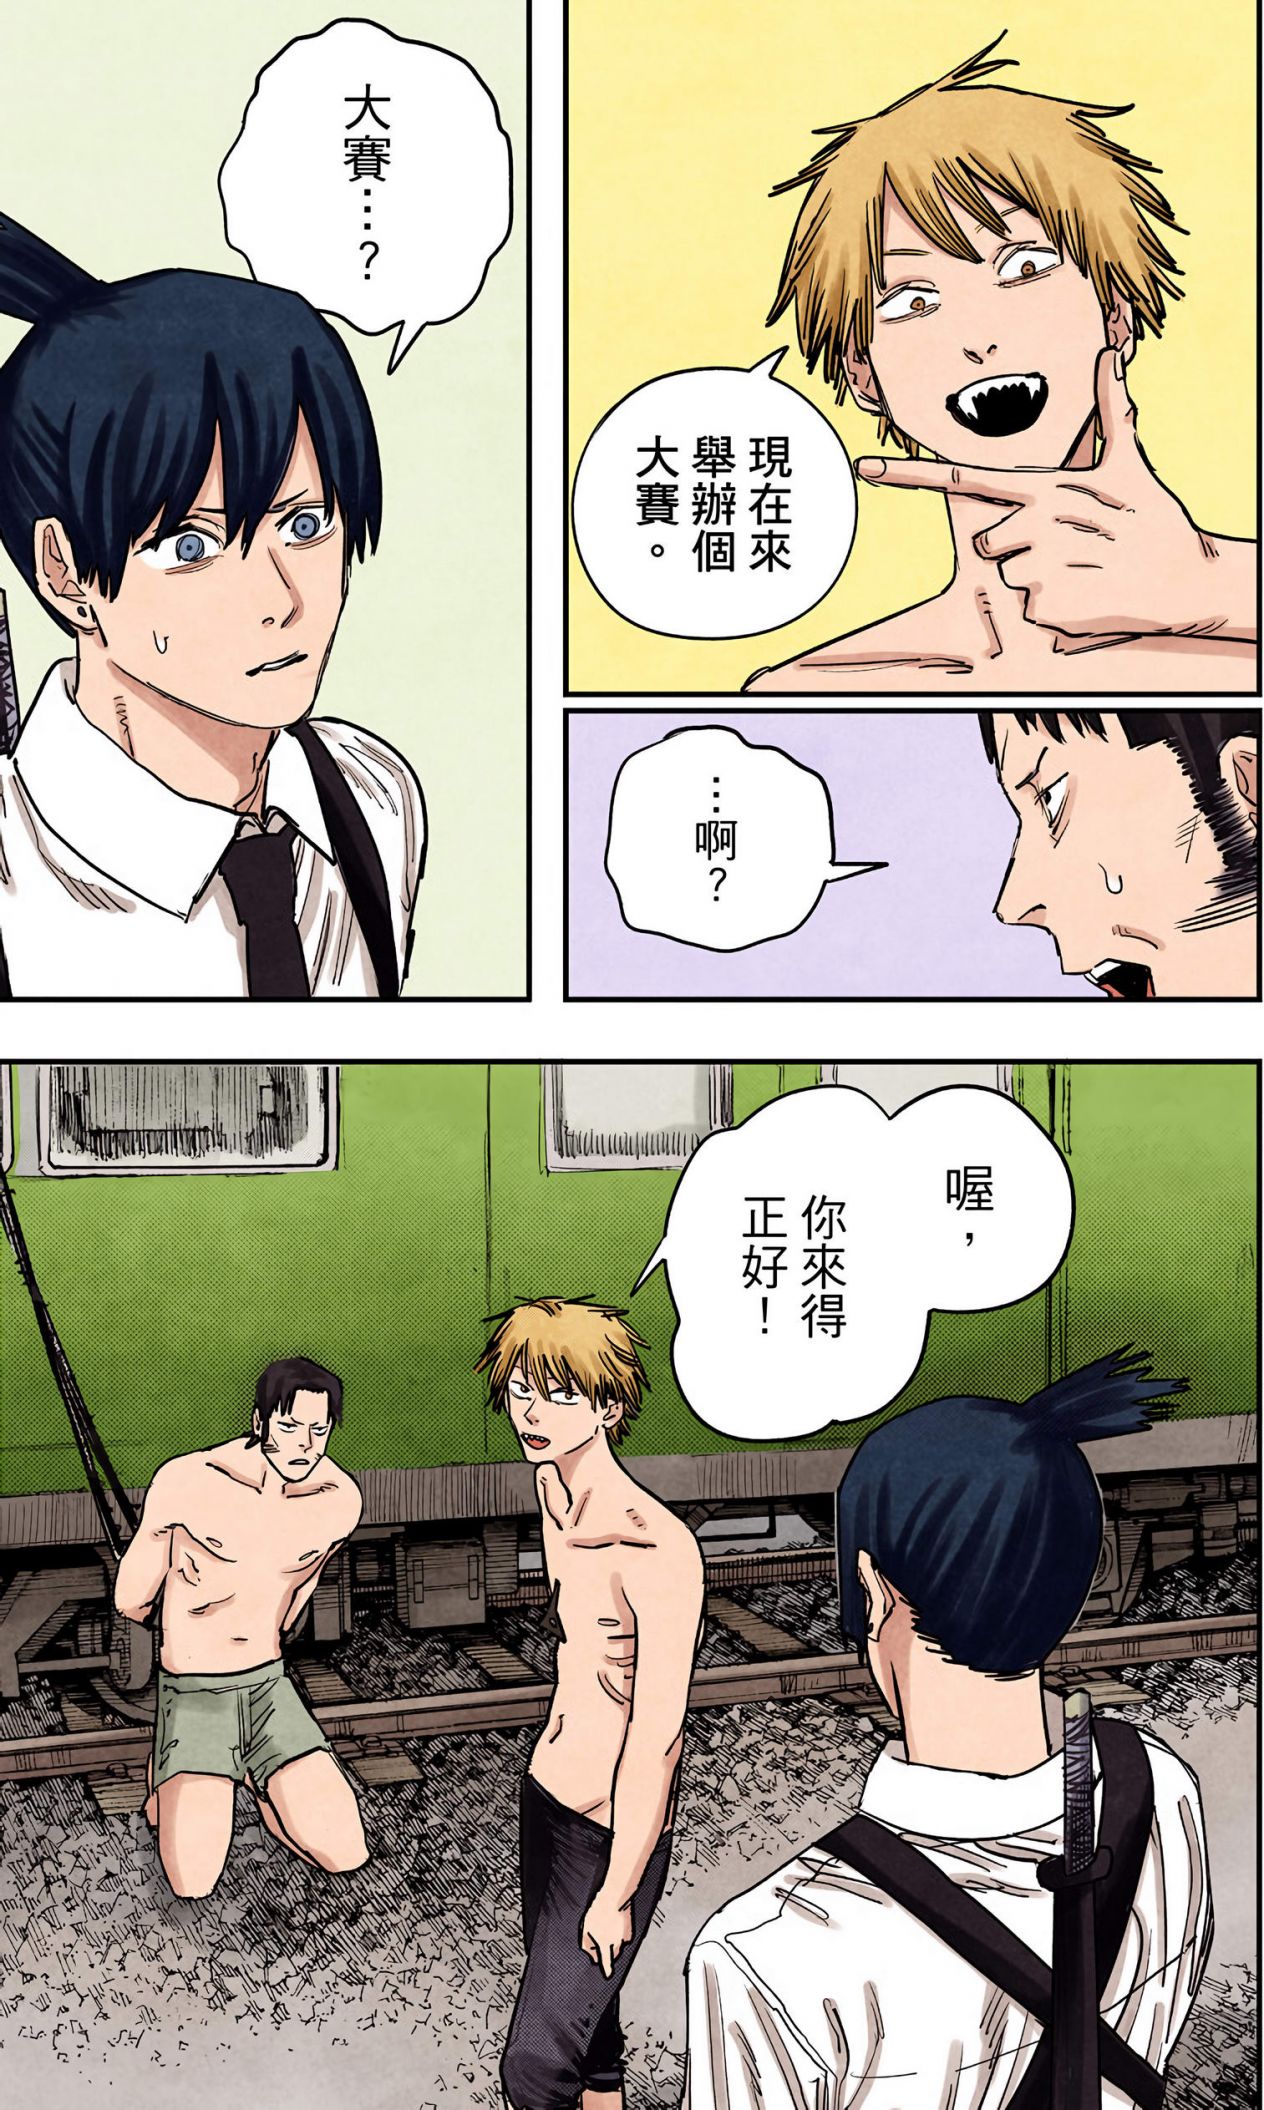 現在來
舉辦個
大賽。
…啊？
大賽…？
喔，
你來得
正好！